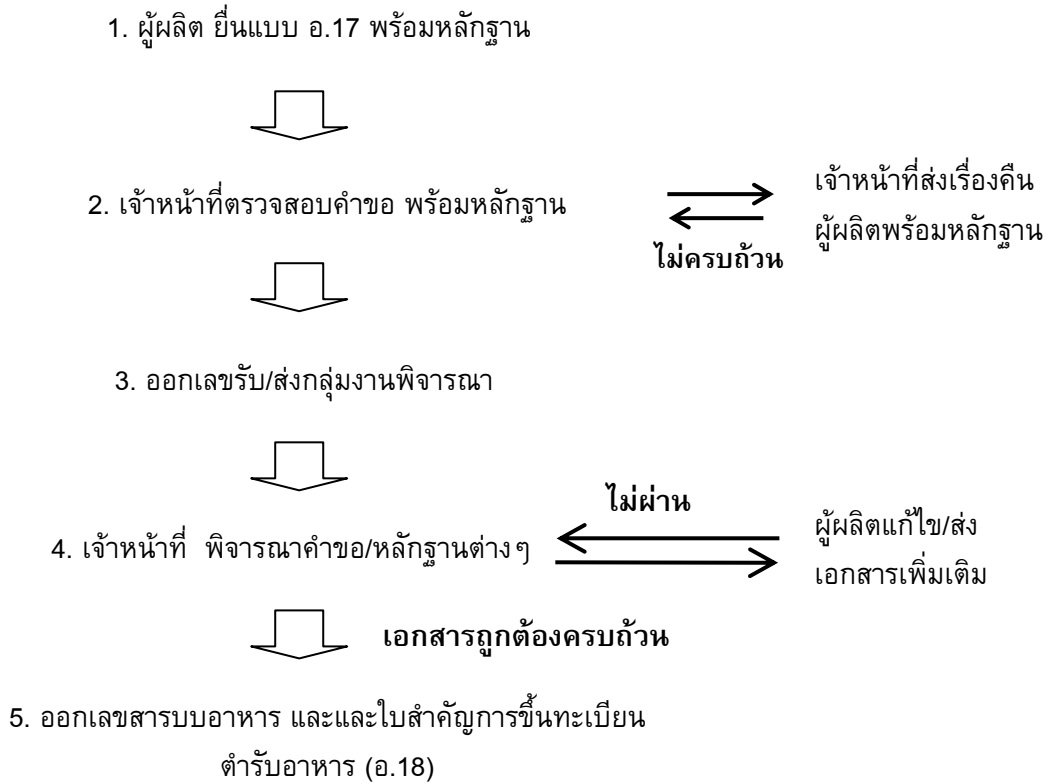 1. ผู้ผลิต ยื่นแบบ อ.17 พร้อมหลักฐาน
2. เจ้าหน้าที่ตรวจสอบคำขอ พร้อมหลักฐาน
เจ้าหน้าที่ส่งเรื่องคืน
ผู้ผลิตพร้อมหลักฐาน
ไม่ครบถ้วน
3. ออกเลขรับ/ส่งกลุ่มงานพิจารณา
4. เจ้าหน้าที่ พิจารณาคำขอ/หลักฐานต่างๆ
ไม่ผ่าน
ผู้ผลิตแก้ไข/ส่ง
เอกสารเพิ่มเติม
เอกสารถูกต้องครบถ้วน
5. ออกเลขสารบบอาหาร และและใบสำคัญการขึ้นทะเบียน
ตำรับอาหาร (อ.18)